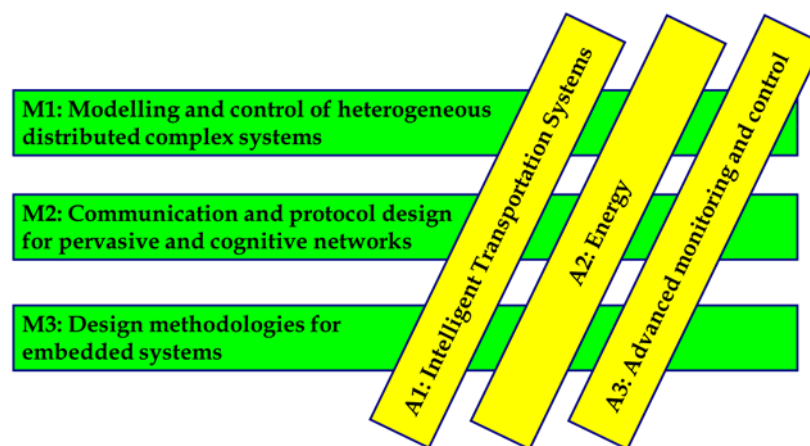 M1: Modelling and control of heterogeneous
distributed complex systems
M2: Communication and protocol design
for pervasive and cognitive networks
M3: Design methodologies for
embedded systems
A1: Intelligent Transportation Systems
A2: Energy
A3: Advanced monitoring and control